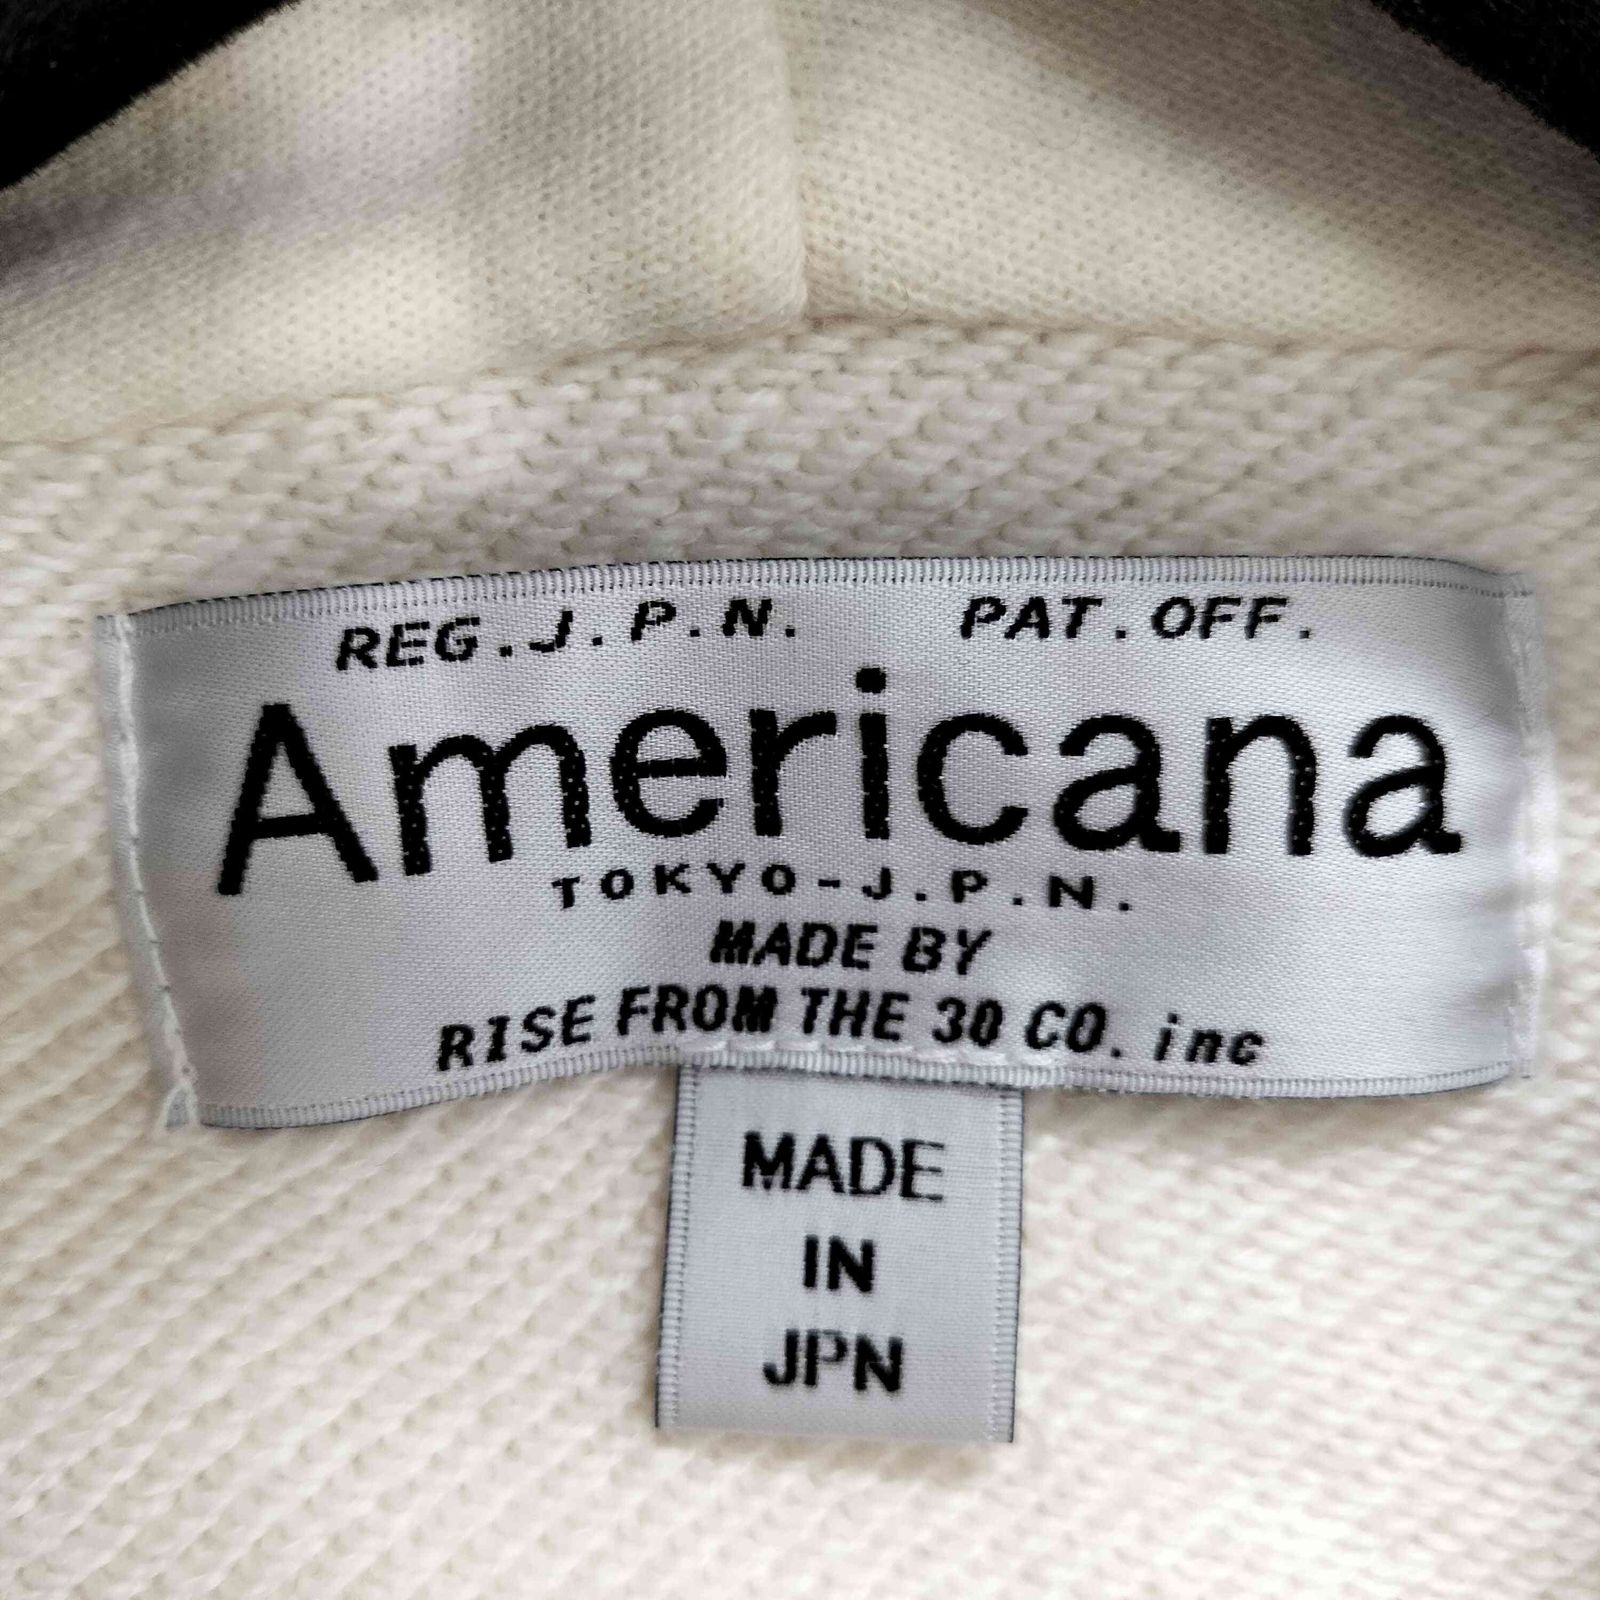 REG.J.P.N. PAT.OFF.
Americana
TOKYO-J.P.N.
MADE BY
RISE FROM THE 30 CO. inc
MADE
IN
JPN